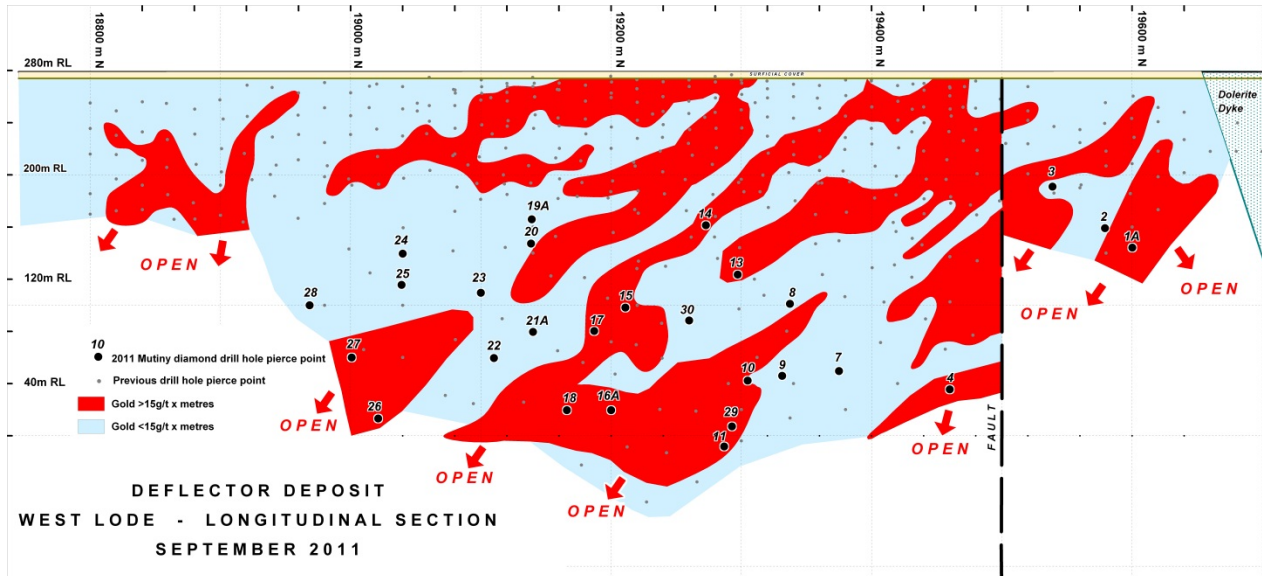 18800 m N
19000 m N
19200 m N
19400 m N
19600 m N
280m RL
SURFICIAL COVER
Dolerite
Dyke
200m RL
3
19A
14
2
20
1A
24
OPEN
13
25
23
120m RL
OPEN
28
8
15
OPEN
30
21A
17
10
2011 Mutiny diamond drill hole pierce point
27
22
Previous drill hole pierce point
40m RL
10
9
7
4
Gold >15g/t x metres
26
18
16A
Gold <15g/t x metres
OPEN
29
11
FAULT
OPEN
OPEN
OPEN
DEFLECTOR DEPOSIT
WEST LODE - LONGITUDINAL SECTION
SEPTEMBER 2011